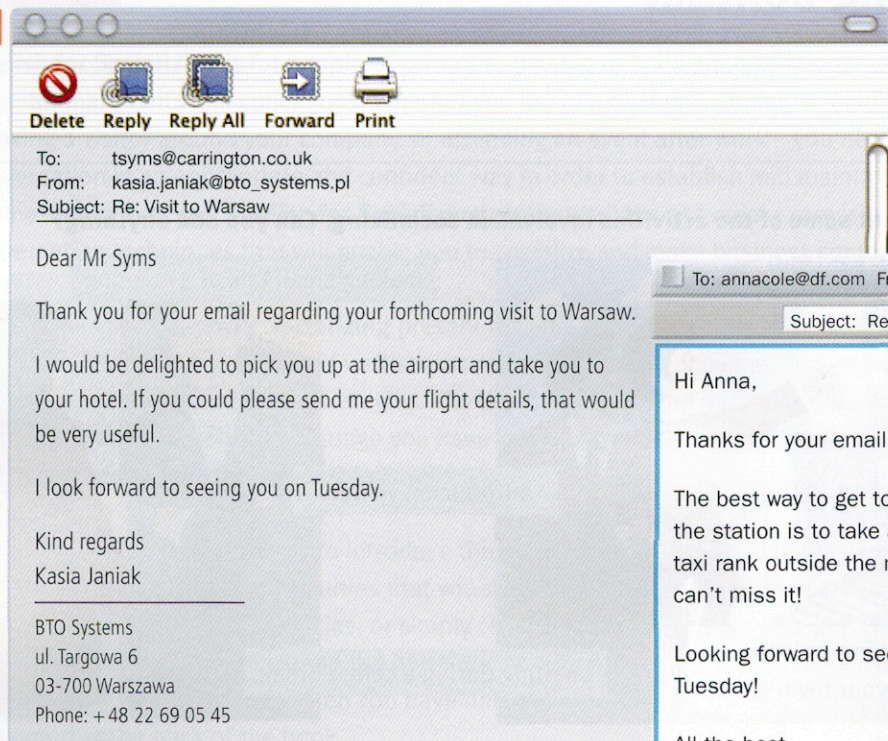 Delete Reply Reply All Forward Print
To: tsyms@carrington.co.uk
From: kasia.janiak@bto_systems.pl
Subject: Re: Visit to Warsaw
Dear Mr Syms
Thank you for your email regarding your forthcoming visit to Warsaw.
I would be delighted to pick you up at the airport and take you to
your hotel. If you could please send me your flight details, that would
be very useful.
I look forward to seeing you on Tuesday.
Kind regards
Kasia Janiak
BTO Systems
ul. Targowa 6
03-700 Warszawa
Phone: + 48 22 69 05 45
To: annacole@df.com
Subject: Re
Hi Anna,
Thanks for your email
The best way to get to
the station is to take
taxi rank outside the
can't miss it!
Looking forward to
Tuesday!
All the best